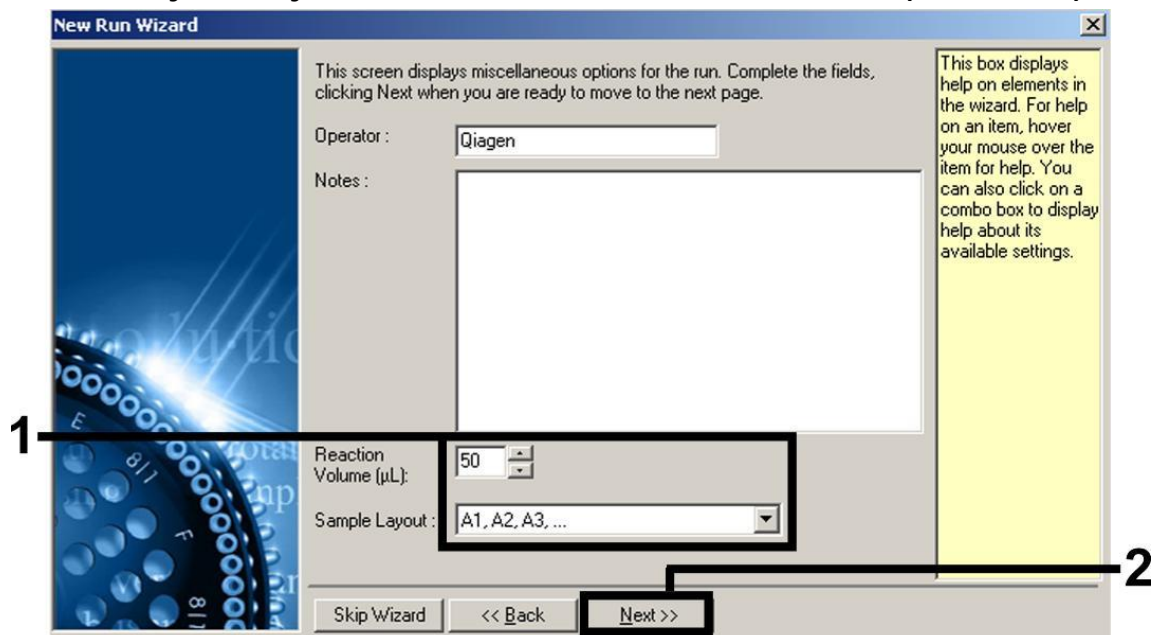 New Run Wizard
This screen displays miscellaneous options for the run. Complete the fields,
clicking Next when you are ready to move to the next page.
Operator :
Qiagen
Notes :
Reaction
Volume (µL):
50
Sample Layout :
A1, A2, A3, ...
Skip Wizard
<< Back
Next >>
This box displays
help on elements in
the wizard. For help
on an item, hover
your mouse over the
item for help. You
can also click on a
combo box to display
help about its
available settings.
1
2
E
8|1
F
8|1